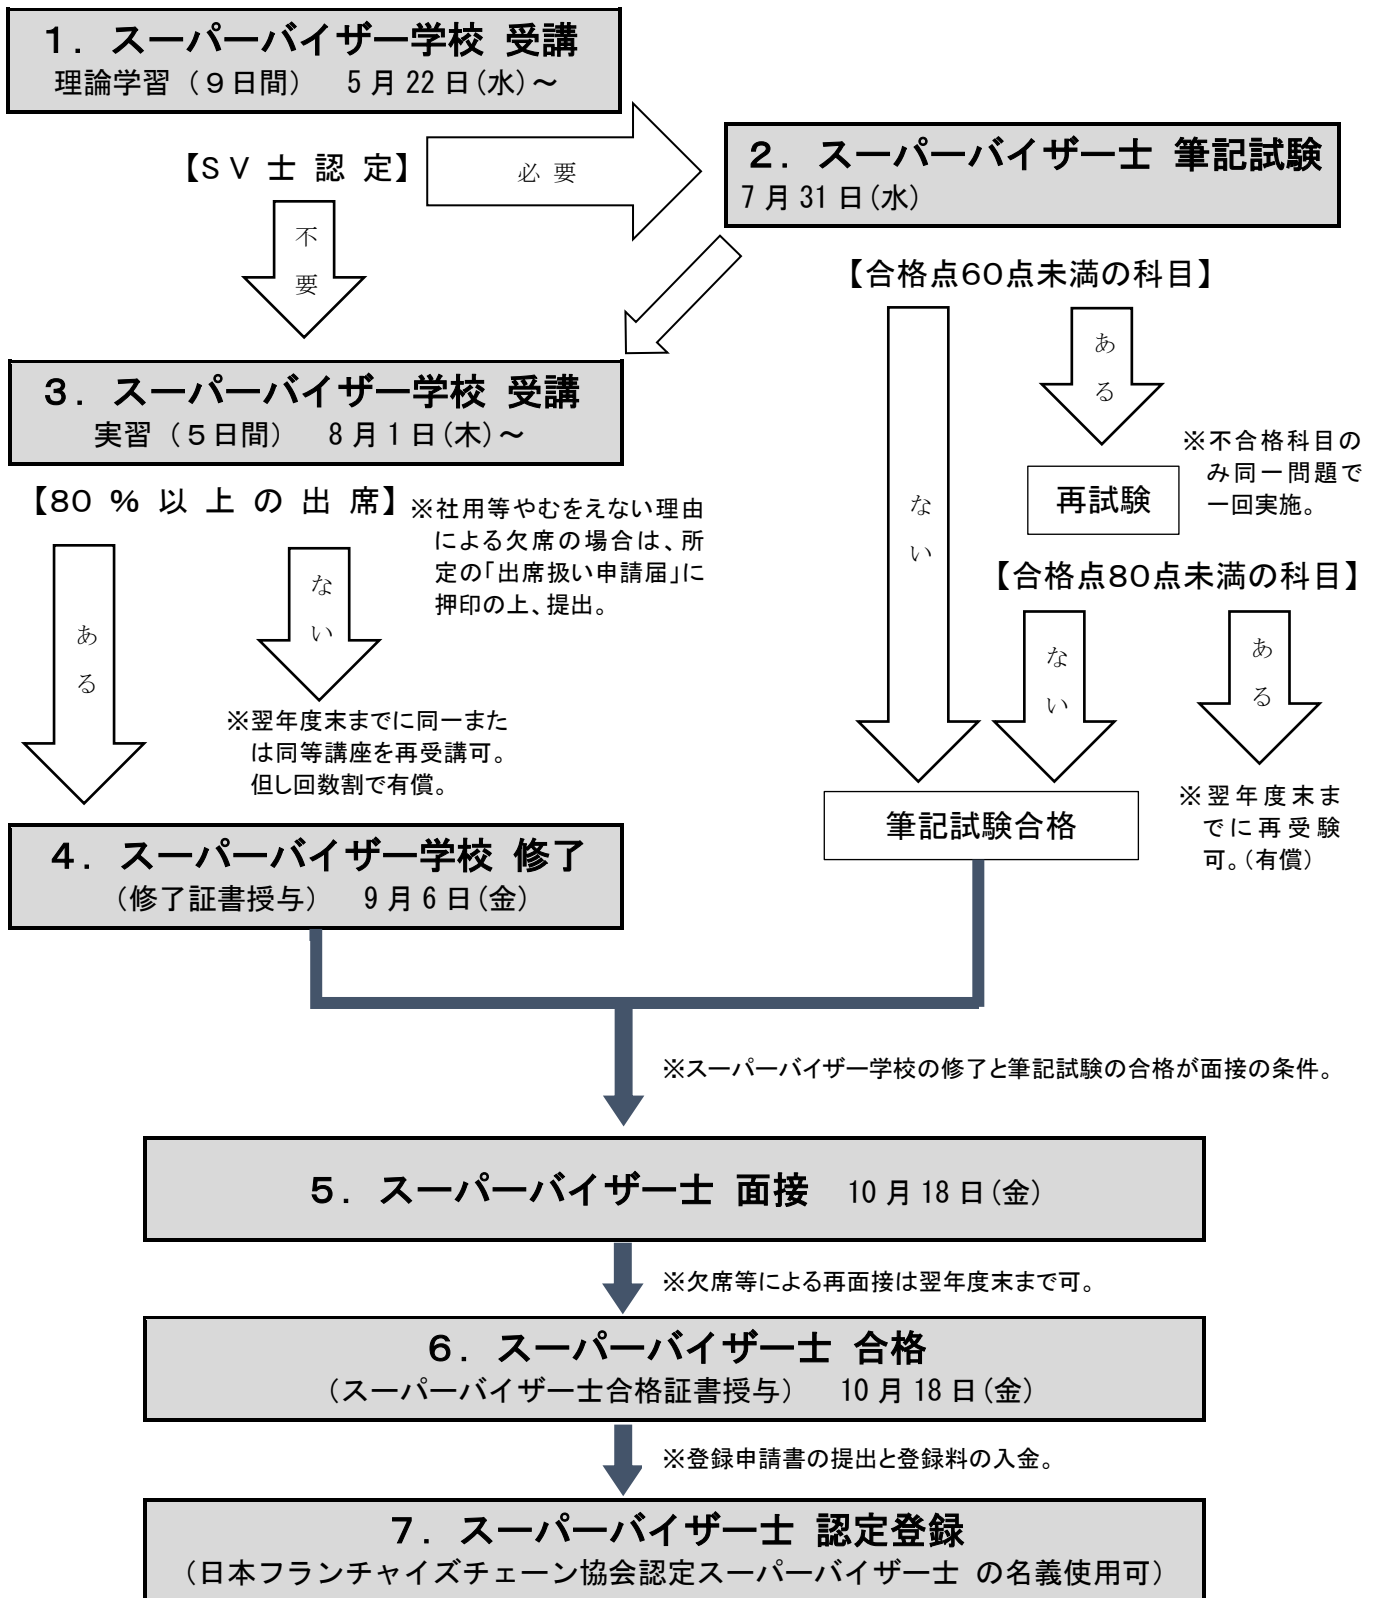 １．スーパーバイザー学校 受講
理論学習（９日間）　5月22日(水)～
【ＳＶ士認定】
必要
不要
２．スーパーバイザー士 筆記試験
7月31日(水)
【合格点60点未満の科目】
ない
ある
再試験
※不合格科目の
み同一問題で
一回実施。
【合格点80点未満の科目】
ない
ある
筆記試験合格
※翌年度末ま
でに再受験
可。(有償)
３．スーパーバイザー学校 受講
実習（５日間）　8月1日(木)～
【80％以上の出席】
※社用等やむをえない理由
による欠席の場合は、所
定の「出席扱い申請届」に
押印の上、提出。
ある
ない
※翌年度末までに同一また
は同等講座を再受講可。
但し回数割で有償。
４．スーパーバイザー学校 修了
（修了証書授与）　9月6日(金)
※スーパーバイザー学校の修了と筆記試験の合格が面接の条件。
５．スーパーバイザー士 面接　10月18日(金)
※欠席等による再面接は翌年度末まで可。
６．スーパーバイザー士 合格
（スーパーバイザー士合格証書授与）　10月18日(金)
※登録申請書の提出と登録料の入金。
７．スーパーバイザー士 認定登録
（日本フランチャイズチェーン協会認定スーパーバイザー士 の名義使用可）